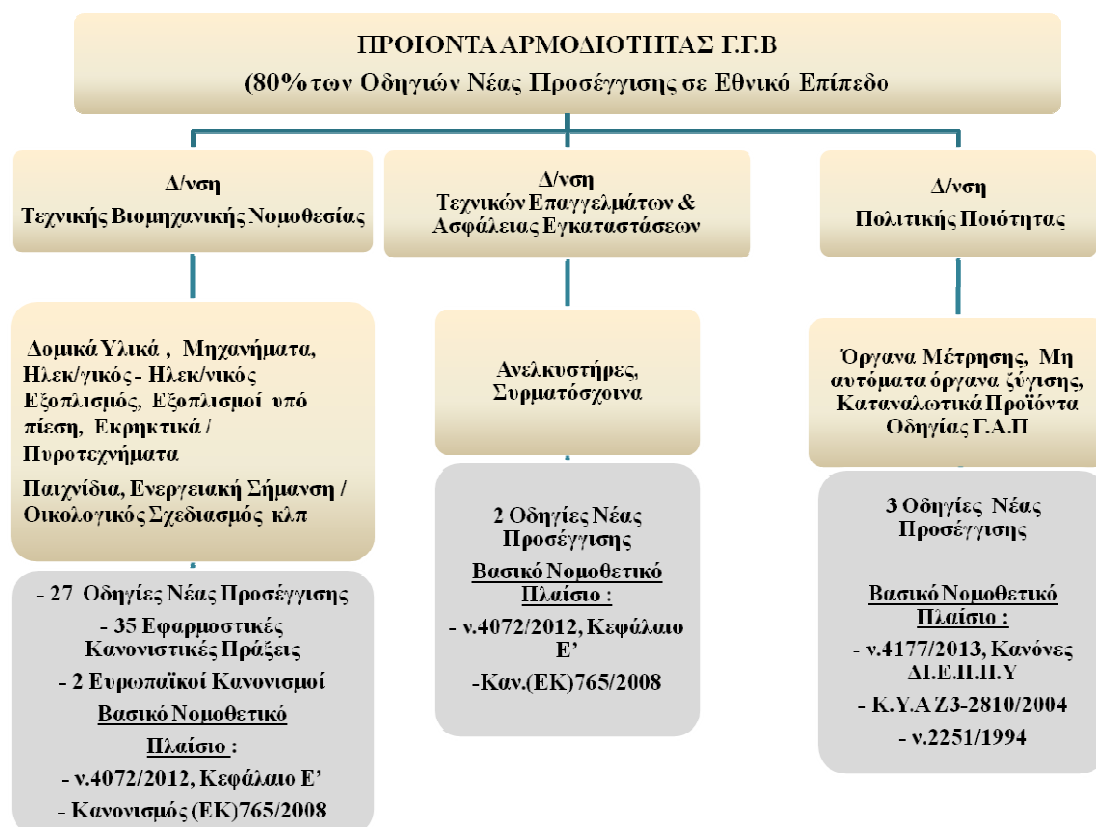 ΠΡΟΙΟΝΤΑ ΑΡΜΟΔΙΟΤΗΤΑΣ Γ.Γ.Β
(80% των Οδηγιών Νέας Προσέγγισης σε Εθνικό Επίπεδο
Δ/νση
Τεχνικής Βιομηχανικής Νομοθεσίας
Δομικά Υλικά , Μηχανήματα,
Ηλεκ/γικός - Ηλεκ/νικός
Εξοπλισμός, Εξοπλισμοί υπό
πίεση, Εκρηκτικά /
Πυροτεχνήματα
Παιχνίδια, Ενεργειακή Σήμανση /
Οικολογικός Σχεδιασμός κλπ
- 27 Οδηγίες Νέας Προσέγγισης
- 35 Εφαρμοστικές
Κανονιστικές Πράξεις
- 2 Ευρωπαϊκοί Κανονισμοί
Βασικό Νομοθετικό
Πλαίσιο :
- ν.4072/2012, Κεφάλαιο Ε’
- Κανονισμός (ΕΚ)765/2008
Δ/νση
Τεχνικών Επαγγελμάτων &
Ασφάλειας Εγκαταστάσεων
Ανελκυστήρες,
Συρματόσχοινα
2 Οδηγίες Νέας
Προσέγγισης
Βασικό Νομοθετικό
Πλαίσιο :
- ν.4072/2012, Κεφάλαιο
Ε’
-Καν.(ΕΚ)765/2008
Δ/νση
Πολιτικής Ποιότητας
Όργανα Μέτρησης, Μη
αυτόματα όργανα ζύγισης,
Καταναλωτικά Προϊόντα
Οδηγίας Γ.Α.Π
3 Οδηγίες Νέας
Προσέγγισης
Βασικό Νομοθετικό
Πλαίσιο :
- ν.4177/2013, Κανόνες
ΔΙ.Ε.Π.Π.Υ
- Κ.Υ.Α Ζ3-2810/2004
- ν.2251/1994